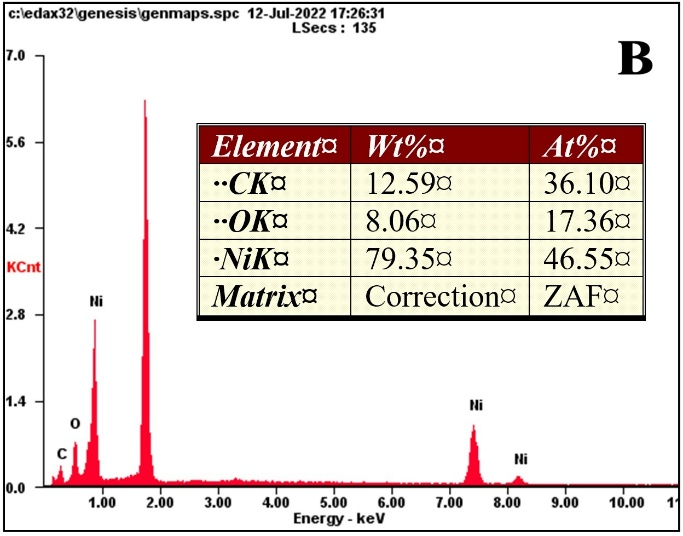 c:\edax32\genesis\genmaps.spc 12-Jul-2022 17:26:31
LSecs : 135
B
7.0
5.6
4.2
KCnt
2.8
1.4
0.0
Element¤ Wt%¤ At%¤
··CK¤ 12.59¤ 36.10¤
··OK¤ 8.06¤ 17.36¤
·NiK¤ 79.35¤ 46.55¤
Matrix¤ Correction¤ ZAF¤
C
O
Ni
Ni
Ni
1.00 2.00 3.00 4.00 5.00 6.00 7.00 8.00 9.00 10.00 11
Energy - keV